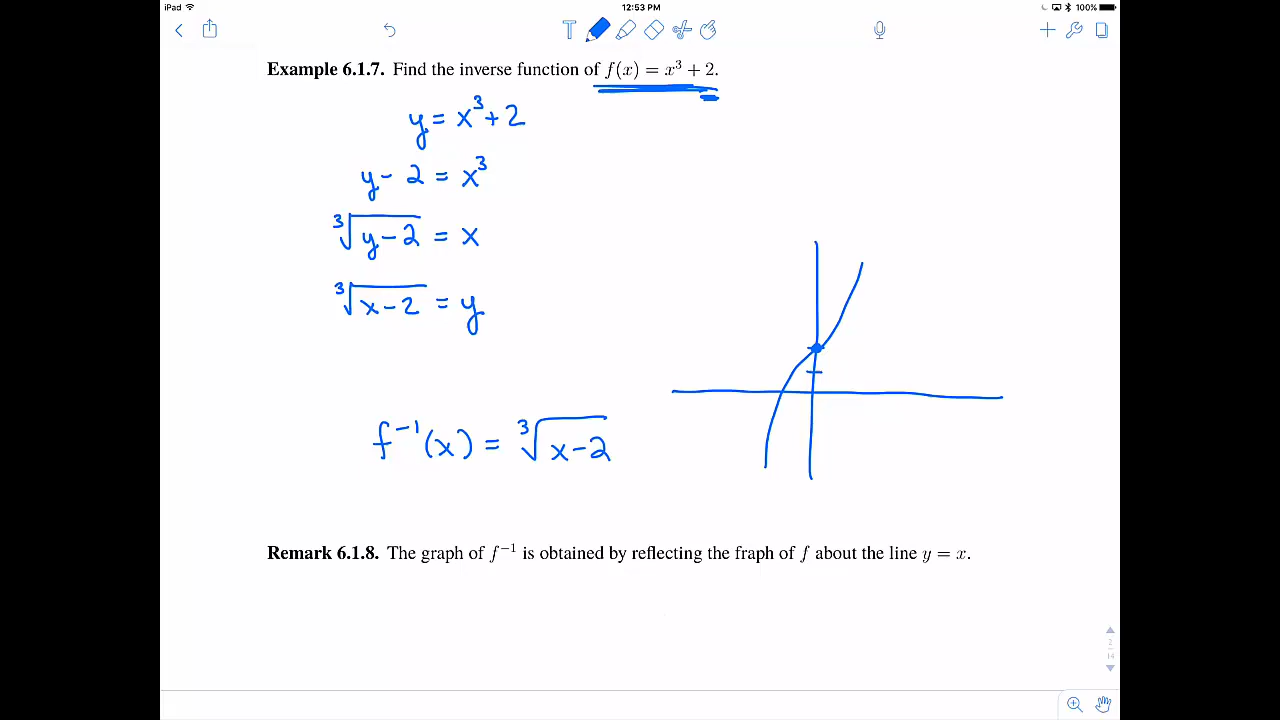 iPad
12:53 PM
100%
T
Example 6.1.7. Find the inverse function of f(x) = x³ + 2.
y = x³ + 2
y - 2 = x³
∛(y-2) = x
∛(x-2) = y
f⁻¹(x) = ∛(x-2)
Remark 6.1.8. The graph of f⁻¹ is obtained by reflecting the fraph of f about the line y = x.
2
14